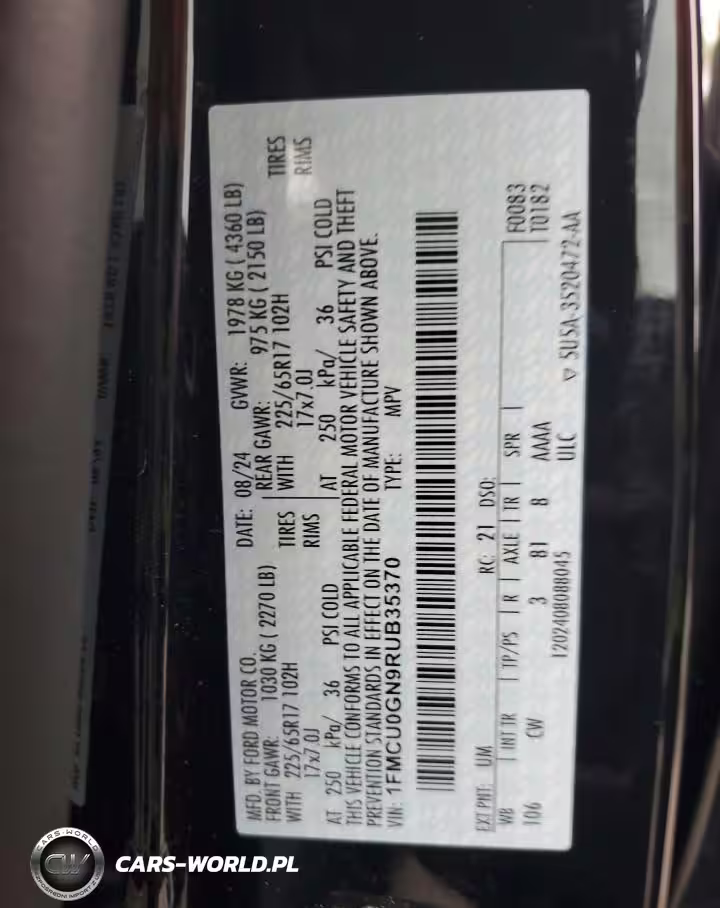 MFD. BY FORD MOTOR CO.
DATE: 08/24 GVWR: 1978 KG ( 4360 LB)
FRONT GAWR: 1030 KG ( 2270 LB) REAR GAWR: 975 KG ( 2150 LB)
WITH 225/65R17 102H TIRES WITH 225/65R17 102H TIRES
17x7.0J RIMS 17x7.0J RIMS
AT 250 kPa/ 36 PSI COLD AT 250 kPa/ 36 PSI COLD
THIS VEHICLE CONFORMS TO ALL APPLICABLE FEDERAL MOTOR VEHICLE SAFETY AND THEFT
PREVENTION STANDARDS IN EFFECT ON THE DATE OF MANUFACTURE SHOWN ABOVE.
VIN: 1FMCU0GN9RUB35370 TYPE: MPV
EXT PNT: UM RC: 21 DSO: F0083
WB INT TR TP/PS R AXLE TR SPR T0182
106 CW 3 81 8 AAAA
1202408088045 ULC
▽ 5U5A-3520472-AA
CARS-WORLD.PL
CARS-WORLD
CW